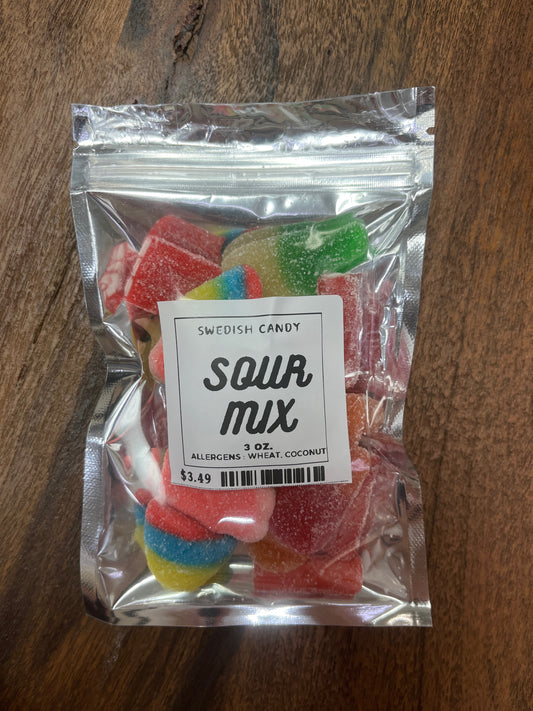 SWEDISH CANDY
SOUR
MIX
3 OZ.
ALLERGENS: WHEAT, COCONUT
$3.49